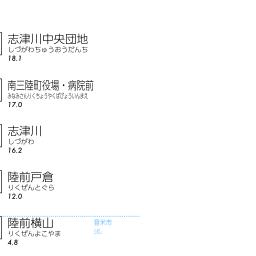 志津川中央団地
しづがわちゅうおうだんち
18.1
南三陸町役場・病院前
みなみさんりくちょうやくばびょういんまえ
17.0
志津川
しづがわ
16.2
陸前戸倉
りくぜんとぐら
12.0
陸前横山
りくぜんよこやま
4.8
登米市